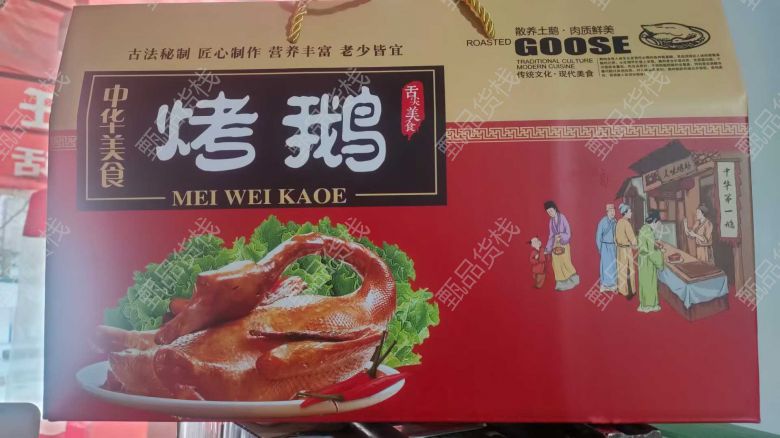 古法秘制 匠心制作 营养丰富 老少皆宜
中华美食
烤鹅
舌尖美食
MEI WEI KAOE
散养土鹅·肉质鲜美
ROASTED GOOSE
TRADITIONAL CULTURE
MODERN CUISINE
传统文化·现代美食
中华第一鹅
甄品货栈